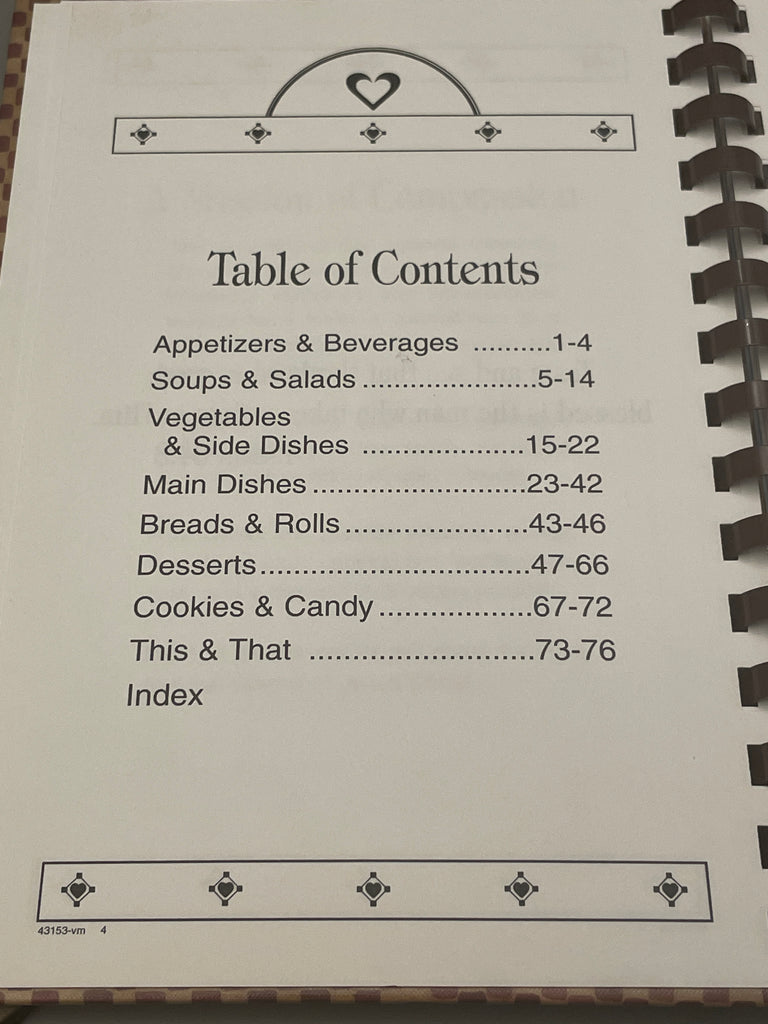 Table of Contents
Appetizers & Beverages ..........1-4
Soups & Salads ......................5-14
Vegetables
& Side Dishes .....................15-22
Main Dishes ...........................23-42
Breads & Rolls ........................43-46
Desserts ...................................47-66
Cookies & Candy ....................67-72
This & That .............................73-76
Index
43153-vm 4